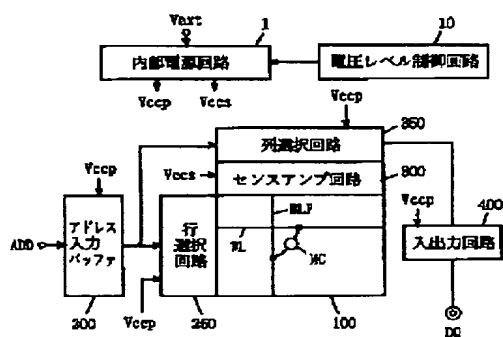 Vext
1
内部電源回路
10
電圧レベル制御回路
Vccp
Vccs
Vccp
350
列選択回路
Vccs
センスアンプ回路
300
Vccp
ADD
アドレス
入力
バッファ
200
行
選択
回路
250
Vccp
BLP
WL
MC
100
400
Vccp
入出力回路
DQ